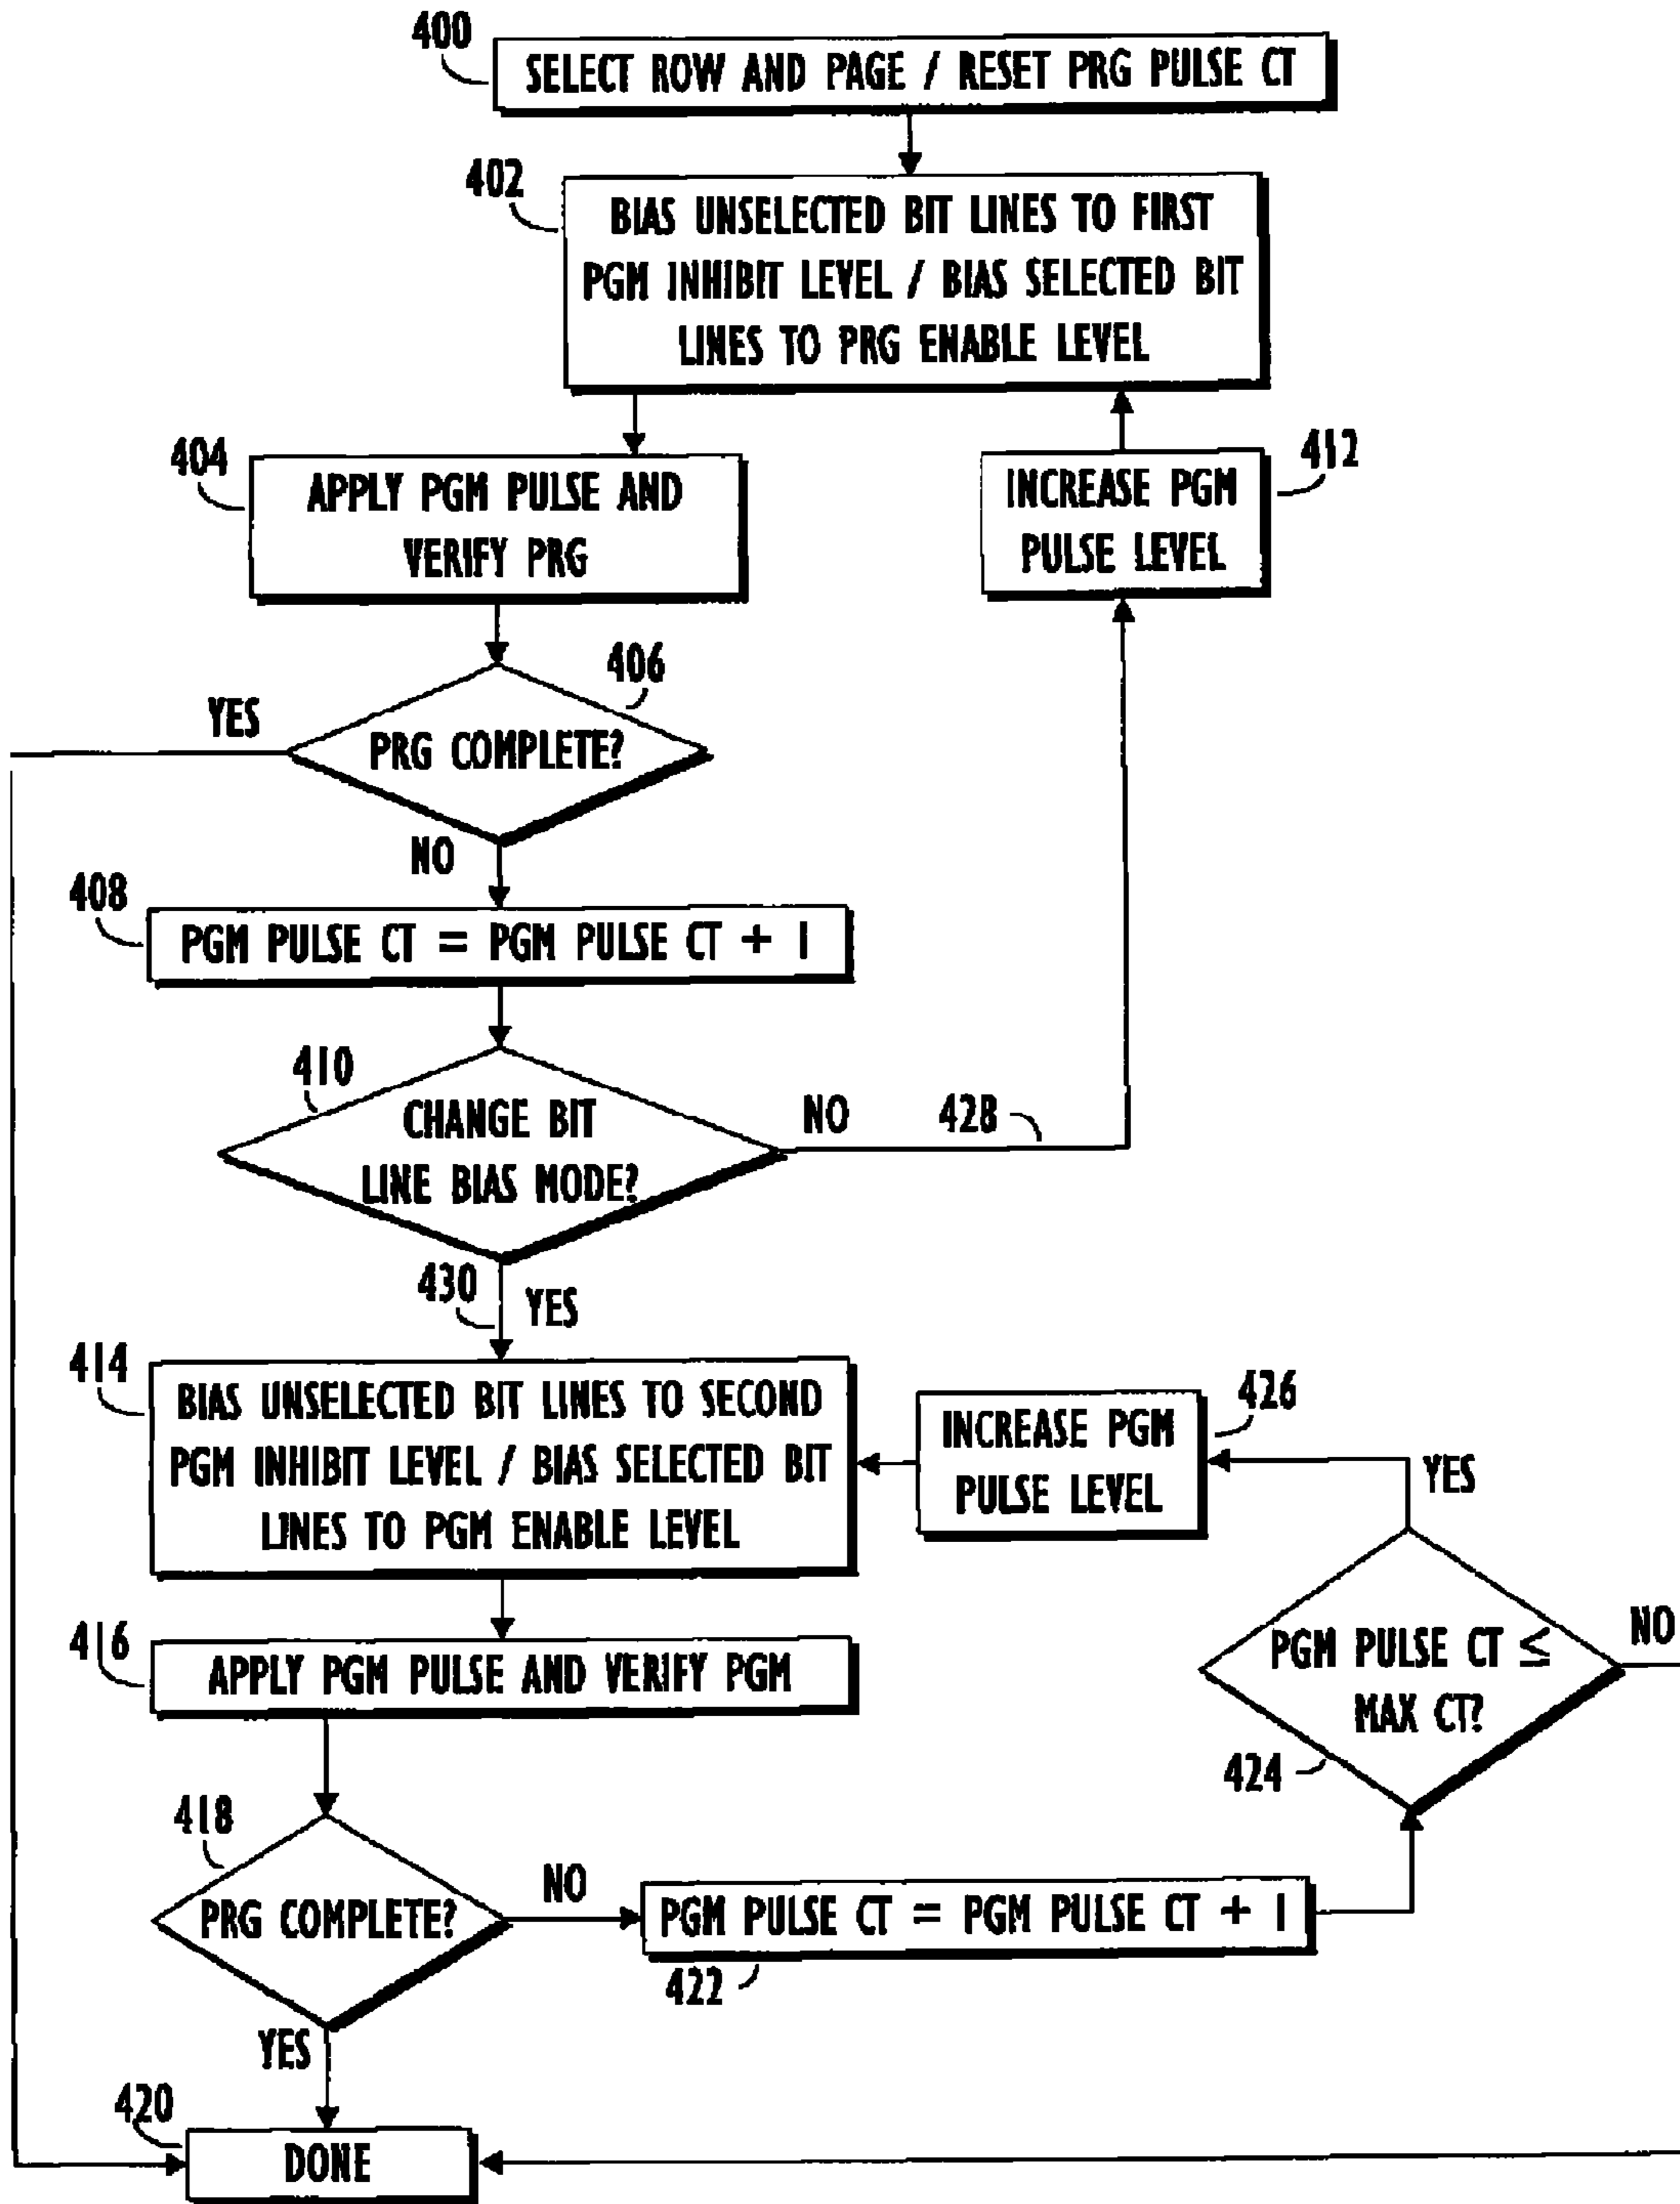 400
SELECT ROW AND PAGE / RESET PRG PULSE CT
402
BIAS UNSELECTED BIT LINES TO FIRST
PGM INHIBIT LEVEL / BIAS SELECTED BIT
LINES TO PRG ENABLE LEVEL
404
APPLY PGM PULSE AND
VERIFY PRG
412
INCREASE PGM
PULSE LEVEL
406
YES
PRG COMPLETE?
NO
408
PGM PULSE CT = PGM PULSE CT + 1
410
CHANGE BIT
LINE BIAS MODE?
NO
428
430
YES
414
BIAS UNSELECTED BIT LINES TO SECOND
PGM INHIBIT LEVEL / BIAS SELECTED BIT
LINES TO PGM ENABLE LEVEL
426
INCREASE PGM
PULSE LEVEL
YES
416
APPLY PGM PULSE AND VERIFY PGM
PGM PULSE CT ≤
MAX CT?
NO
424
418
PRG COMPLETE?
NO
PGM PULSE CT = PGM PULSE CT + 1
422
YES
420
DONE